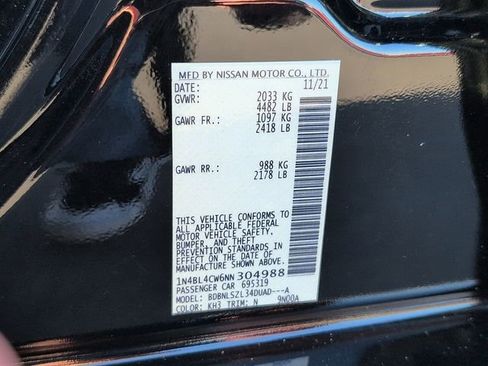 MFD BY NISSAN MOTOR CO., LTD.
DATE: 11/21
GVWR: 2033 KG
4482 LB
GAWR FR.: 1097 KG
2418 LB
GAWR RR.: 988 KG
2178 LB
THIS VEHICLE CONFORMS TO
ALL APPLICABLE FEDERAL
MOTOR VEHICLE SAFETY,
BUMPER, AND THEFT
PREVENTION STANDARDS IN
EFFECT ON THE DATE OF
MANUFACTURE SHOWN ABOVE.
1N4BL4CW6NN 304988
PASSENGER CAR 695319
MODEL: BDBNLSZL34DUAD---A
COLOR: KH3 TRIM: N 9N00A